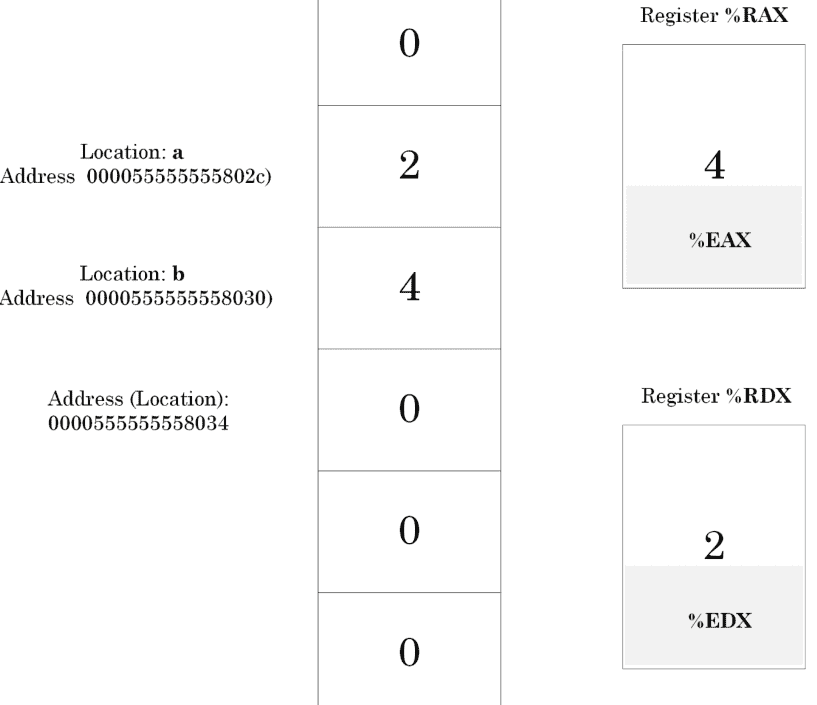 0
Register %RAX
Location: a
Address 000055555555802c)
2
4
%EAX
Location: b
Address 0000555555558030)
4
Address (Location):
0000555555558034
0
Register %RDX
0
2
%EDX
0